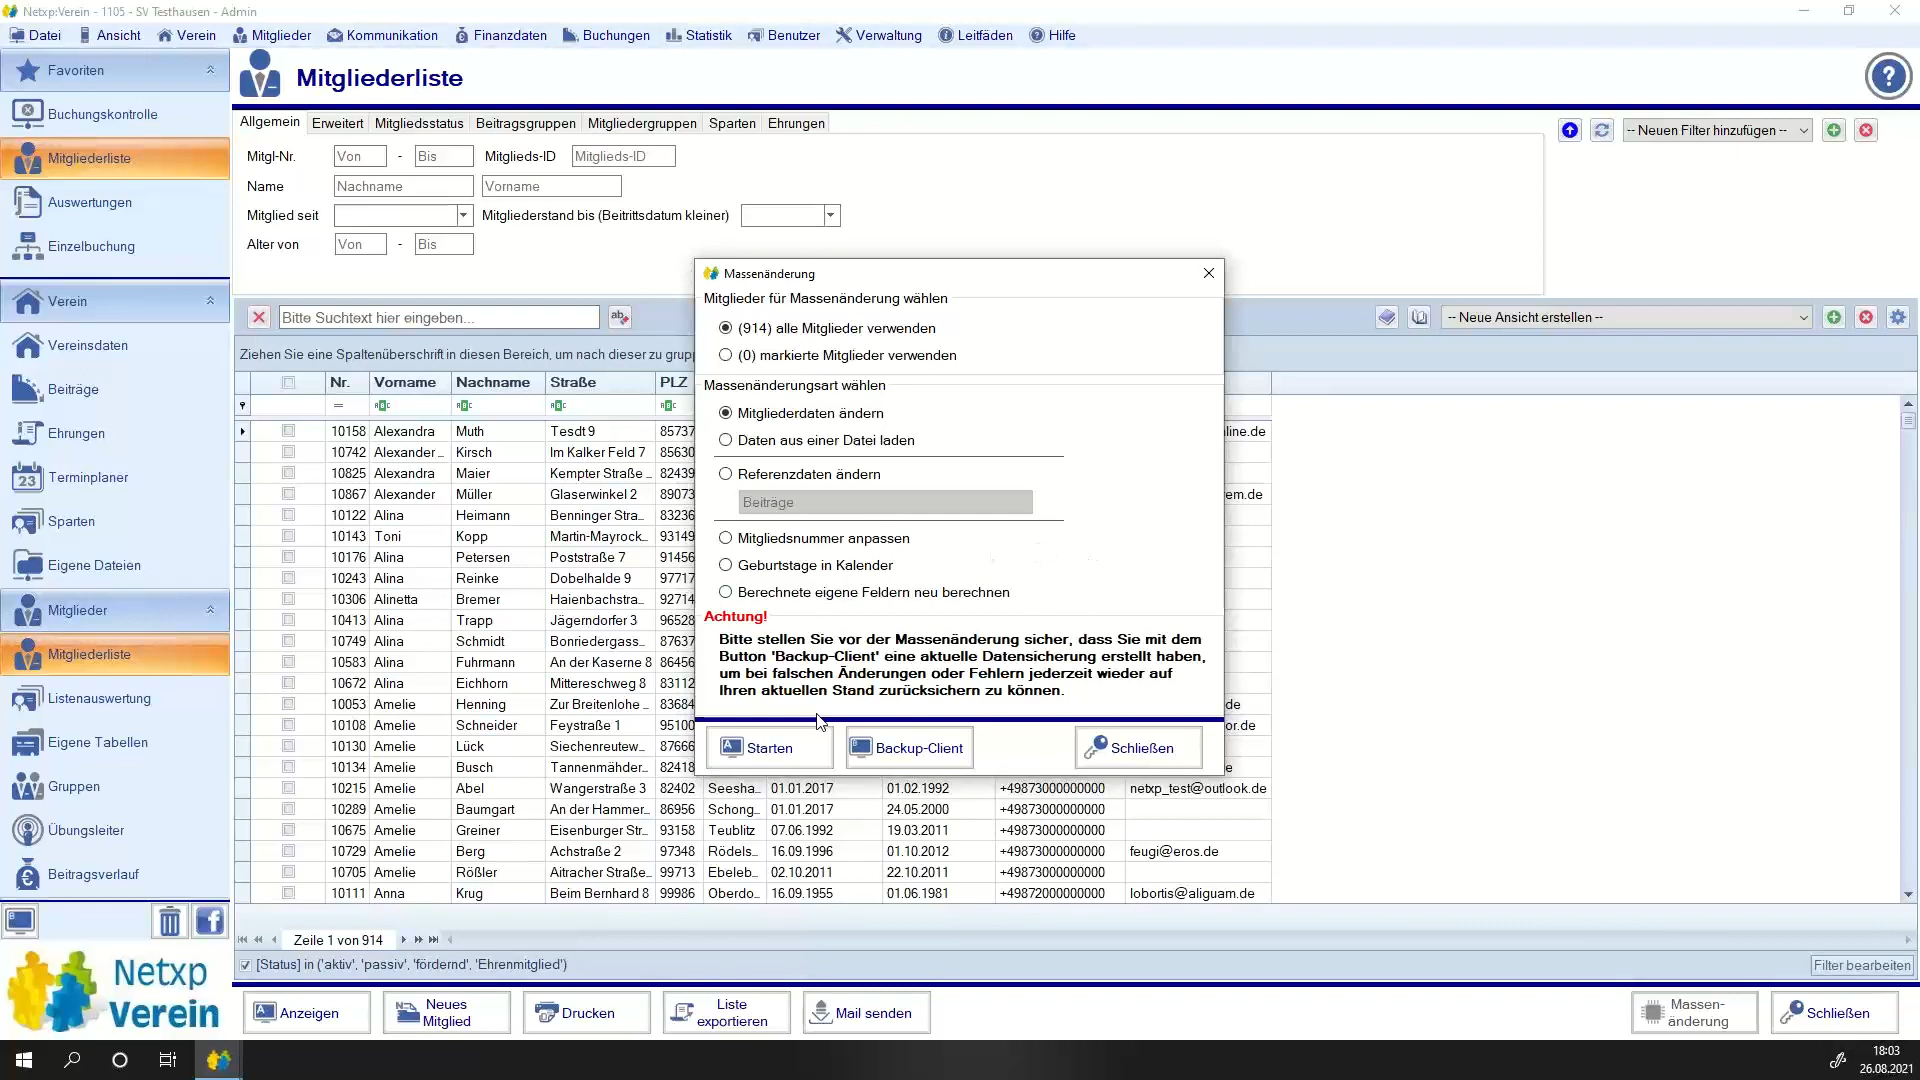 Netxp:Verein - 1105 - SV Testhausen - Admin
Datei Ansicht Verein Mitglieder Kommunikation Finanzdaten Buchungen Statistik Benutzer Verwaltung Leitfäden Hilfe
Favoriten
Buchungskontrolle
Mitgliederliste
Auswertungen
Einzelbuchung
Verein
Vereinsdaten
Beiträge
Ehrungen
23 Terminplaner
Sparten
Eigene Dateien
Mitglieder
Mitgliederliste
Listenauswertung
Eigene Tabellen
Gruppen
Übungsleiter
Beitragsverlauf
Netxp
Verein
Mitgliederliste
Allgemein Erweitert Mitgliedsstatus Beitragsgruppen Mitgliedergruppen Sparten Ehrungen
-- Neuen Filter hinzufügen --
Mitgl-Nr. Von - Bis Mitglieds-ID Mitglieds-ID
Name Nachname Vorname
Mitglied seit Mitgliederstand bis (Beitrittsdatum kleiner)
Alter von Von - Bis
Bitte Suchtext hier eingeben...
-- Neue Ansicht erstellen --
Ziehen Sie eine Spaltenüberschrift in diesen Bereich, um nach dieser zu grup
Nr. Vorname Nachname Straße PLZ
10158 Alexandra Muth Tesdt 9 85737 line.de
10742 Alexander ... Kirsch Im Kalker Feld 7 85630
10825 Alexandra Maier Kempter Straße ... 82439
10867 Alexander Müller Glaserwinkel 2 89073 em.de
10122 Alina Heimann Benninger Stra... 83236
10143 Toni Kopp Martin-Mayrock... 93149
10176 Alina Petersen Poststraße 7 91456
10243 Alina Reinke Dobelhalde 9 97717
10306 Alinetta Bremer Haienbachstra... 92714
10413 Alina Trapp Jägerndorfer 3 96528
10749 Alina Schmidt Bonriedergass... 87637
10583 Alina Fuhrmann An der Kaserne 8 86456
10672 Alina Eichhorn Mittereschweg 8 83112
10053 Amelie Henning Zur Breitenlohe ... 83684 de
10108 Amelie Schneider Feystraße 1 95100 or.de
10130 Amelie Lück Siechenreutew... 87666
10134 Amelie Busch Tannenmähder... 82418 e
10215 Amelie Abel Wangerstraße 3 82402 Seesha... 01.01.2017 01.02.1992 +49873000000000 netxp_test@outlook.de
10289 Amelie Baumgart An der Hammer... 86956 Schong... 01.01.2017 24.05.2000 +49873000000000
10675 Amelie Greiner Eisenburger Str... 93158 Teublitz 07.06.1992 19.03.2011 +49873000000000
10729 Amelie Berg Achstraße 2 97348 Rödels... 16.09.1996 01.10.2012 +49873000000000 feugi@eros.de
10705 Amelie Rößler Aitracher Straße... 99713 Ebeleb... 02.10.2011 22.10.2011 +49873000000000
10111 Anna Krug Beim Bernhard 8 99986 Oberdo... 16.09.1955 01.06.1981 +49872000000000 lobortis@aliguam.de
Zeile 1 von 914
[Status] in ('aktiv', 'passiv', 'fördernd', 'Ehrenmitglied')
Filter bearbeiten
Anzeigen
Neues
Mitglied
Drucken
Liste
exportieren
Mail senden
Massen-
änderung
Schließen
Massenänderung
Mitglieder für Massenänderung wählen
(914) alle Mitglieder verwenden
(0) markierte Mitglieder verwenden
Massenänderungsart wählen
Mitgliederdaten ändern
Daten aus einer Datei laden
Referenzdaten ändern
Beiträge
Mitgliedsnummer anpassen
Geburtstage in Kalender
Berechnete eigene Feldern neu berechnen
Achtung!
Bitte stellen Sie vor der Massenänderung sicher, dass Sie mit dem
Button 'Backup-Client' eine aktuelle Datensicherung erstellt haben,
um bei falschen Änderungen oder Fehlern jederzeit wieder auf
Ihren aktuellen Stand zurücksichern zu können.
Starten
Backup-Client
Schließen
18:03
26.08.2021